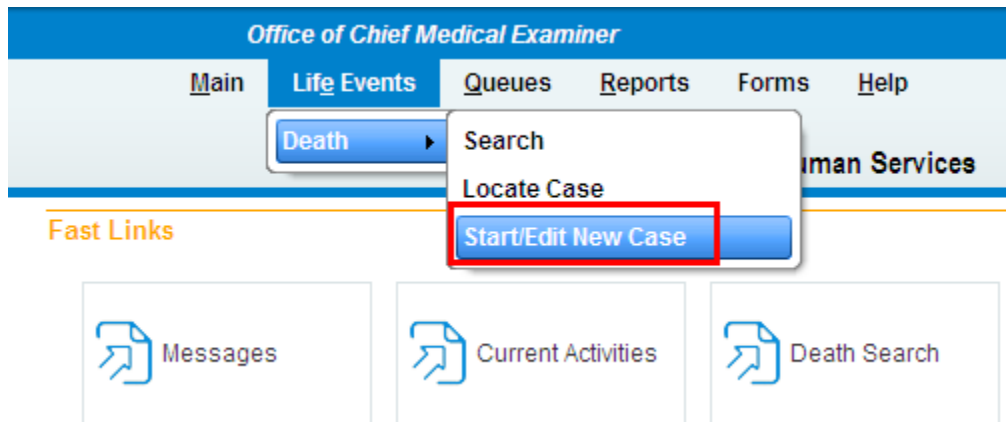 Office of Chief Medical Examiner
Main Life Events Queues Reports Forms Help
Death Search
Human Services
Locate Case
Fast Links
Start/Edit New Case
Messages Current Activities Death Search